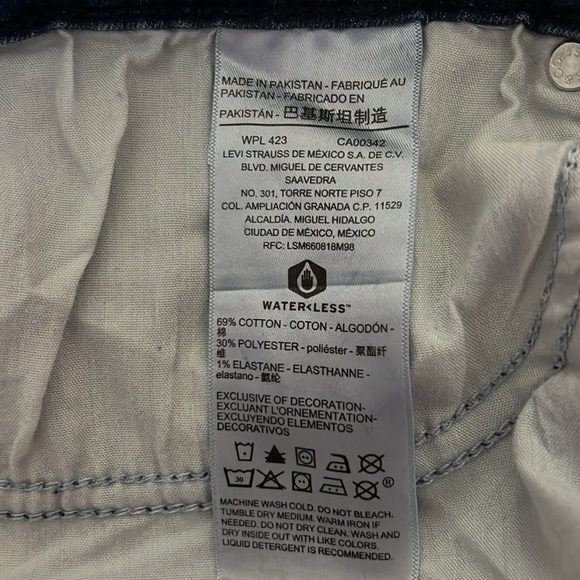 MADE IN PAKISTAN - FABRIQUÉ AU
PAKISTAN - FABRICADO EN
PAKISTÁN - 巴基斯坦制造
WPL 423 CA00342
LEVI STRAUSS DE MÉXICO S.A. DE C.V.
BLVD. MIGUEL DE CERVANTES
SAAVEDRA
NO. 301, TORRE NORTE PISO 7
COL. AMPLIACIÓN GRANADA C.P. 11529
ALCALDÍA. MIGUEL HIDALGO
CIUDAD DE MÉXICO, MÉXICO
RFC: LSM660818M98
WATER<LESS™
69% COTTON - COTON - ALGODÓN -
棉
30% POLYESTER - poliéster - 聚酯纤
维
1% ELASTANE - ELASTHANNE -
elastano - 氨纶
EXCLUSIVE OF DECORATION-
EXCLUANT L'ORNEMENTATION-
EXCLUYENDO ELEMENTOS
DECORATIVOS
30 ®
MACHINE WASH COLD. DO NOT BLEACH.
TUMBLE DRY MEDIUM. WARM IRON IF
NEEDED. DO NOT DRY CLEAN. WASH AND
DRY INSIDE OUT WITH LIKE COLORS.
LIQUID DETERGENT IS RECOMMENDED.